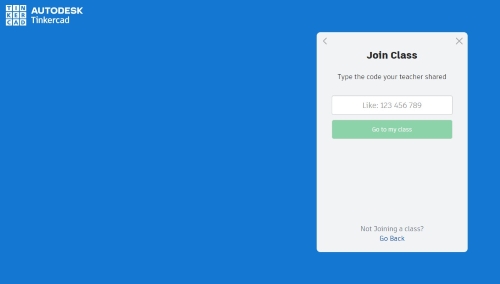 TIN
KER
CAD
AUTODESK
Tinkercad
Join Class
Type the code your teacher shared
Like: 123 456 789
Go to my class
Not Joining a class?
Go Back